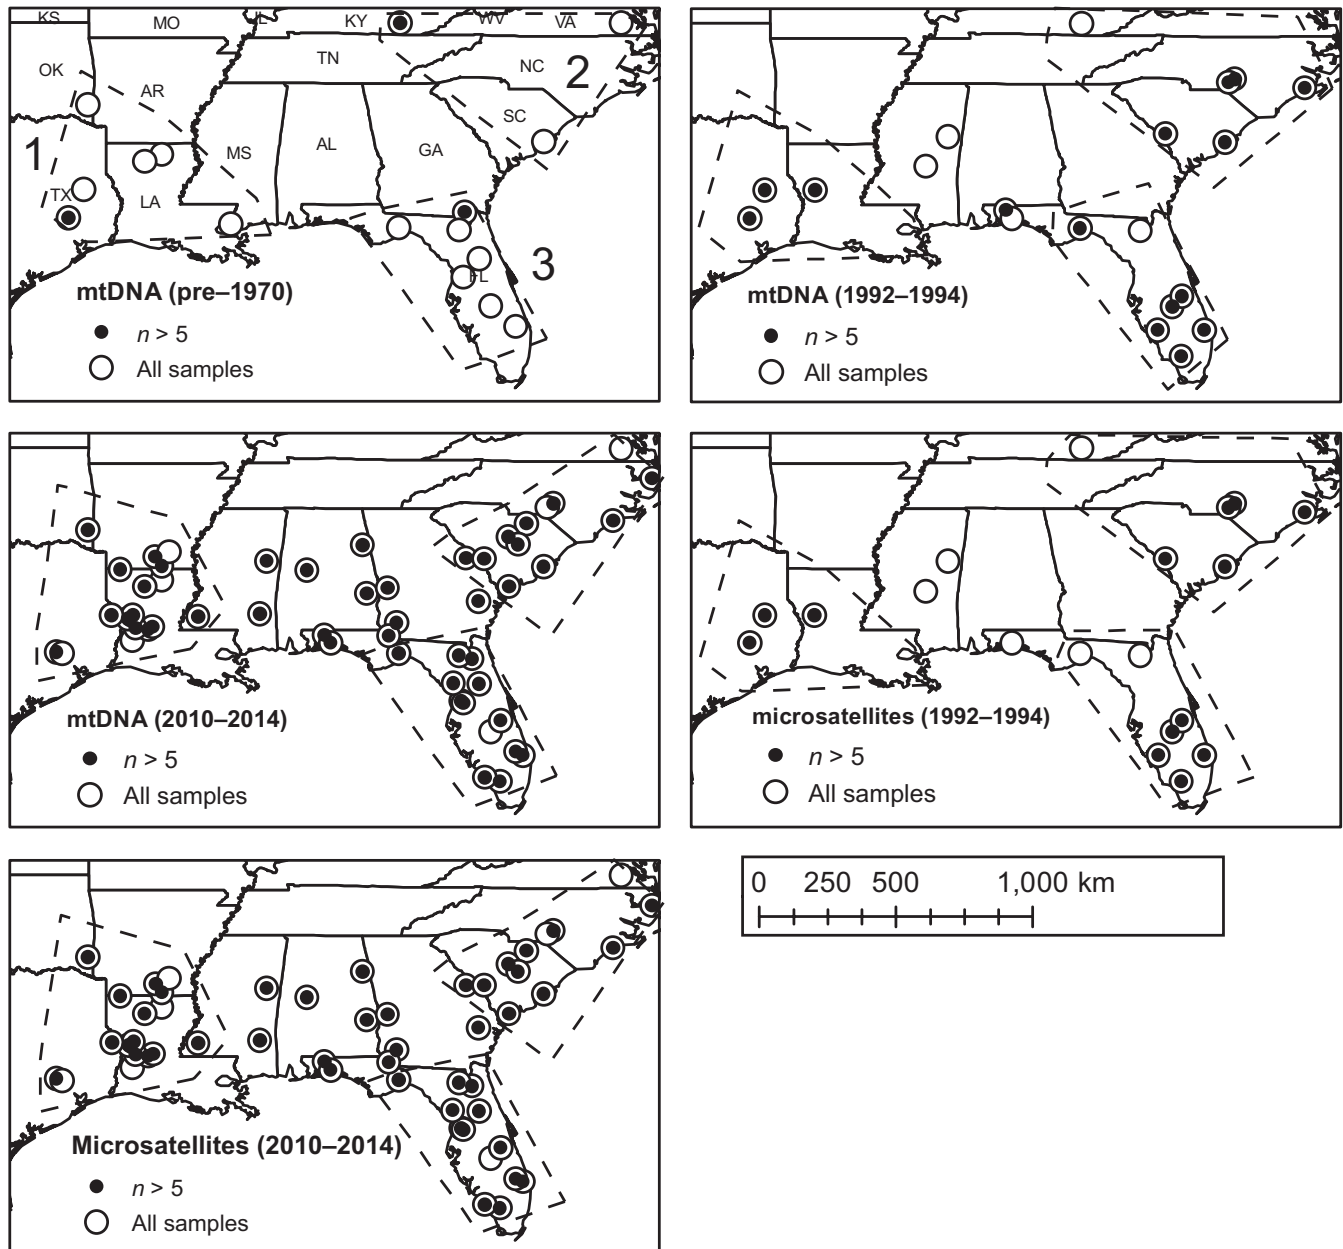 KS MO IL KY WV VA
OK AR TN NC 2
SC
1 MS AL GA
TX LA
FL 3
mtDNA (pre–1970)
n > 5
All samples
mtDNA (1992–1994)
n > 5
All samples
mtDNA (2010–2014)
n > 5
All samples
microsatellites (1992–1994)
n > 5
All samples
Microsatellites (2010–2014)
n > 5
All samples
0 250 500 1,000 km